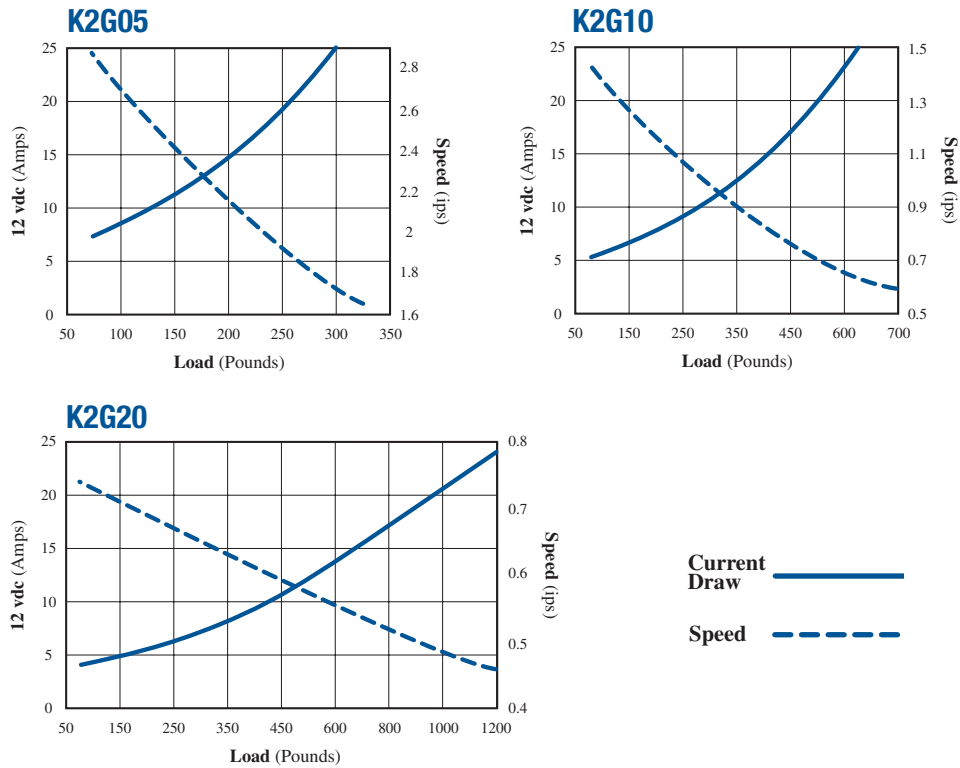 K2G05
25
20
15
10
5
0
12 vdc (Amps)
2.8
2.6
2.4
2.2
2
1.8
1.6
Speed (ips)
50 100 150 200 250 300 350
Load (Pounds)
K2G10
25
20
15
10
5
0
12 vdc (Amps)
1.5
1.3
1.1
0.9
0.7
0.5
Speed (ips)
50 150 250 350 450 600 700
Load (Pounds)
K2G20
25
20
15
10
5
0
12 vdc (Amps)
0.8
0.7
0.6
0.5
0.4
Speed (ips)
50 150 250 350 450 600 800 1000 1200
Load (Pounds)
Current
Draw
Speed